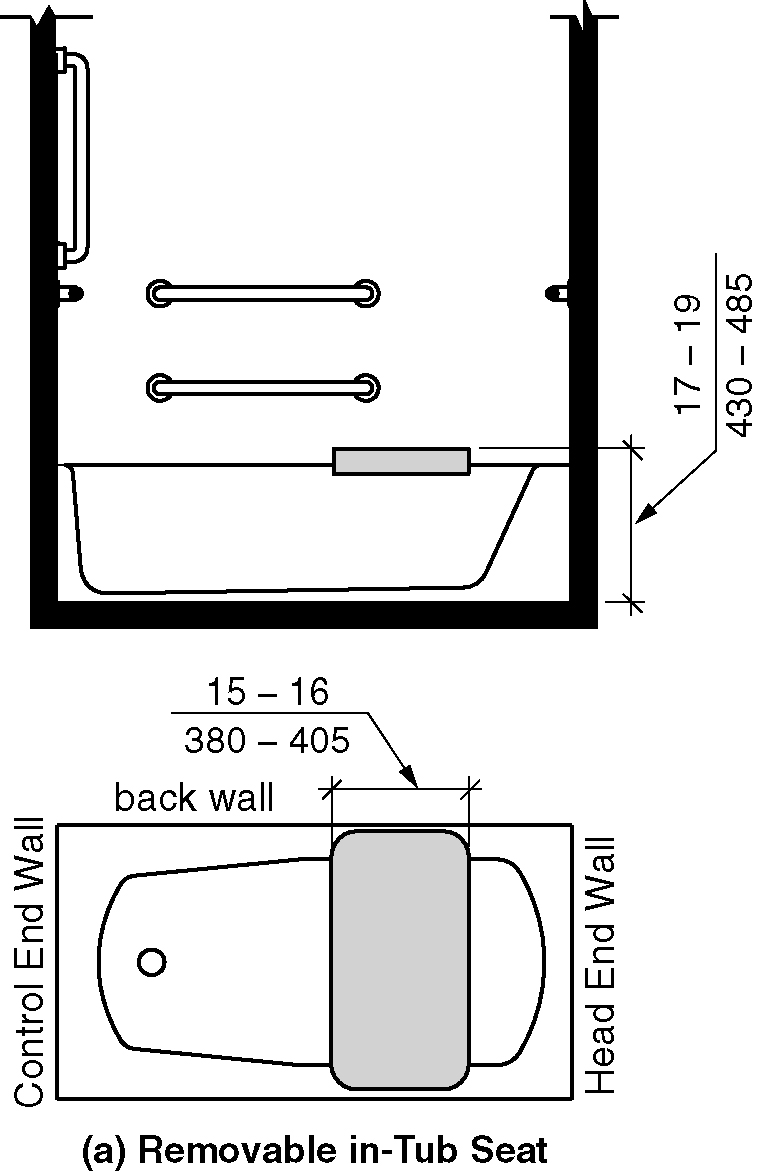 17 – 19
430 – 485
15 – 16
380 – 405
back wall
Control End Wall
Head End Wall
(a) Removable in-Tub Seat